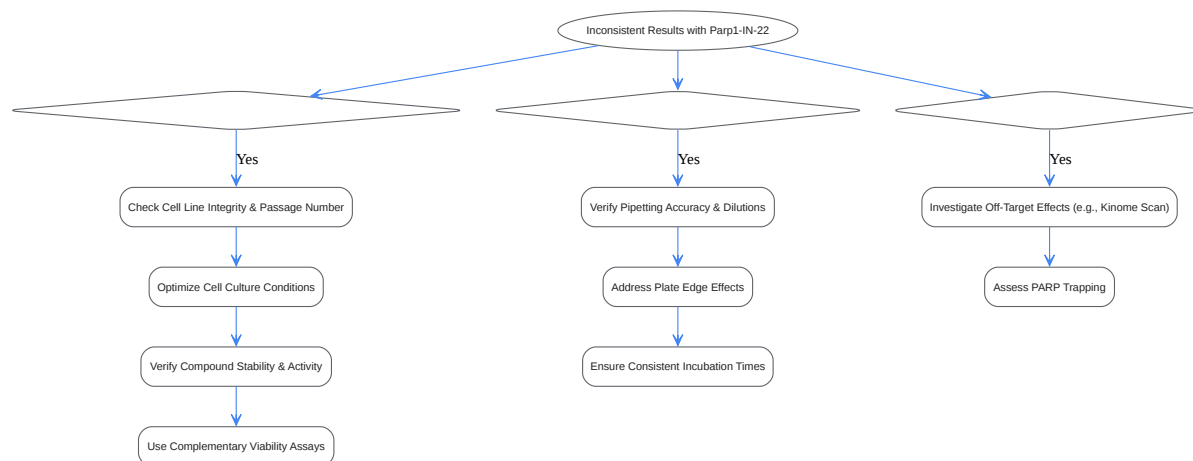 Inconsistent Results with Parp1-IN-22
Yes
Yes
Yes
Check Cell Line Integrity & Passage Number
Verify Pipetting Accuracy & Dilutions
Investigate Off-Target Effects (e.g., Kinome Scan)
Optimize Cell Culture Conditions
Address Plate Edge Effects
Assess PARP Trapping
Verify Compound Stability & Activity
Ensure Consistent Incubation Times
Use Complementary Viability Assays